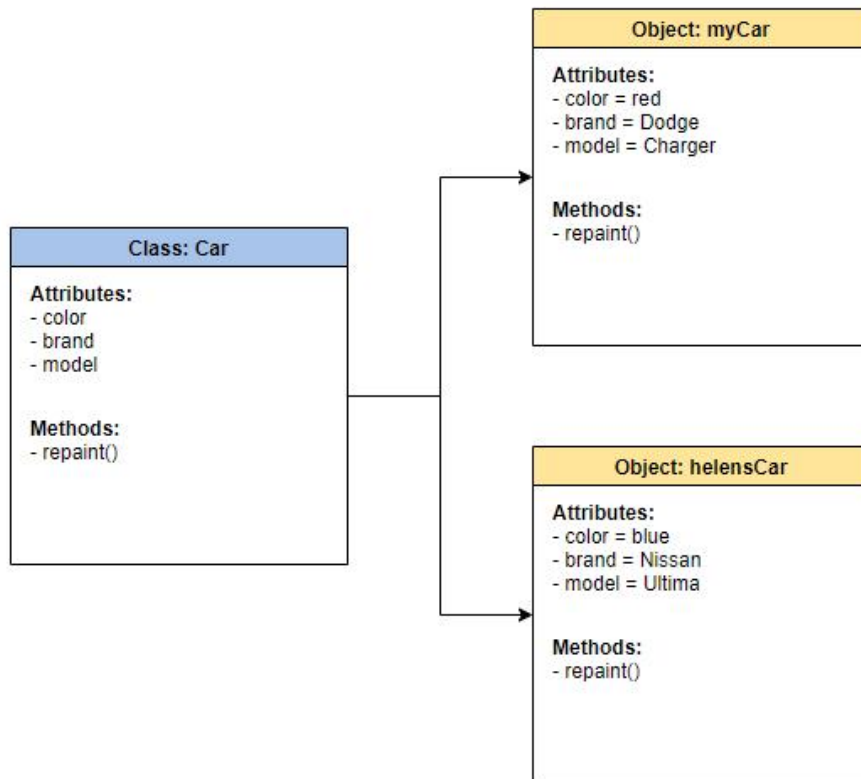 Class: Car
Attributes:
- color
- brand
- model
Methods:
- repaint()
Object: myCar
Attributes:
- color = red
- brand = Dodge
- model = Charger
Methods:
- repaint()
Object: helensCar
Attributes:
- color = blue
- brand = Nissan
- model = Ultima
Methods:
- repaint()